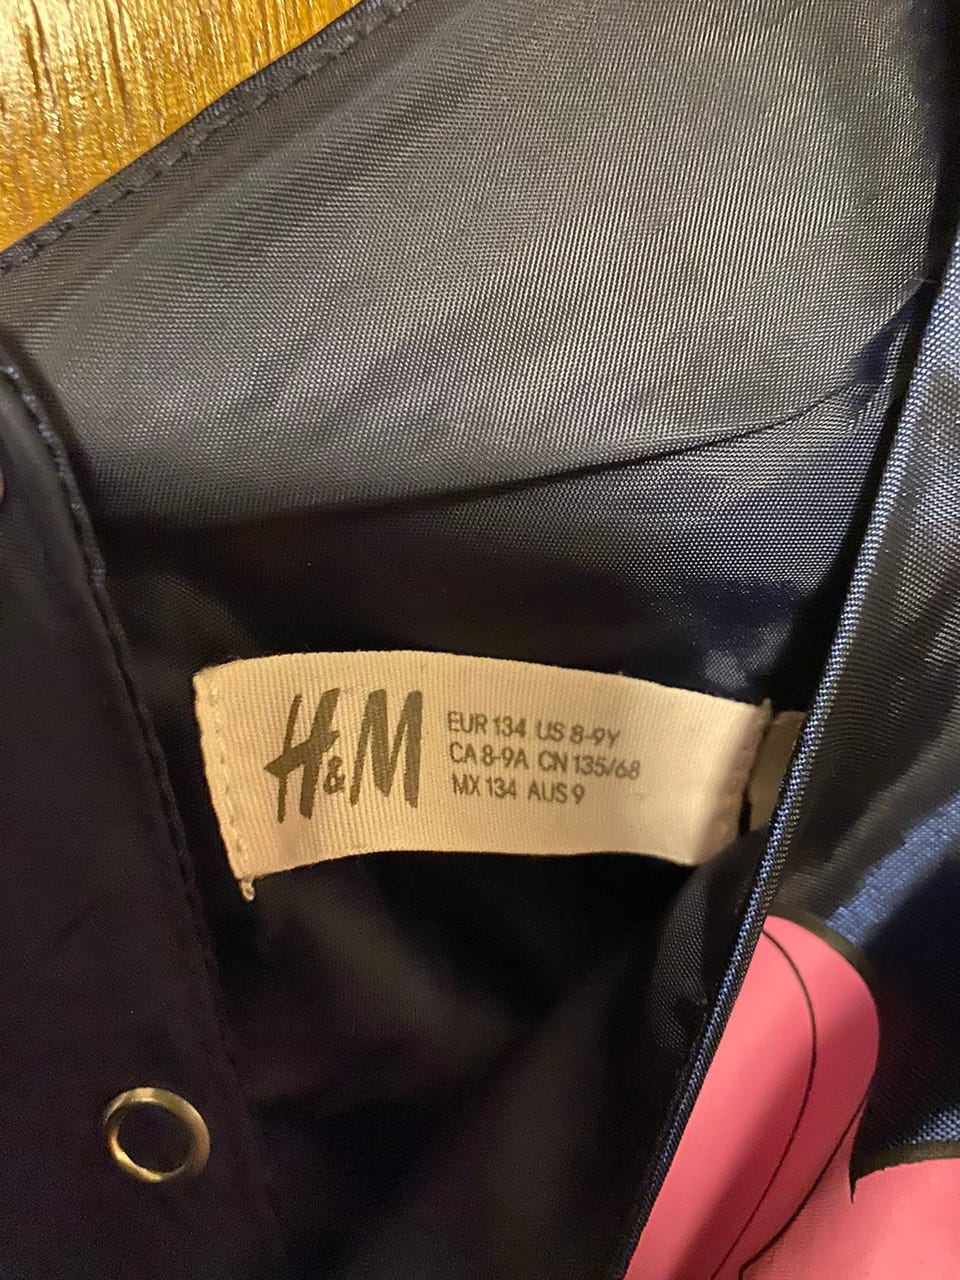 H&M
EUR 134 US 8-9Y
CA 8-9A CN 135/68
MX 134 AUS 9